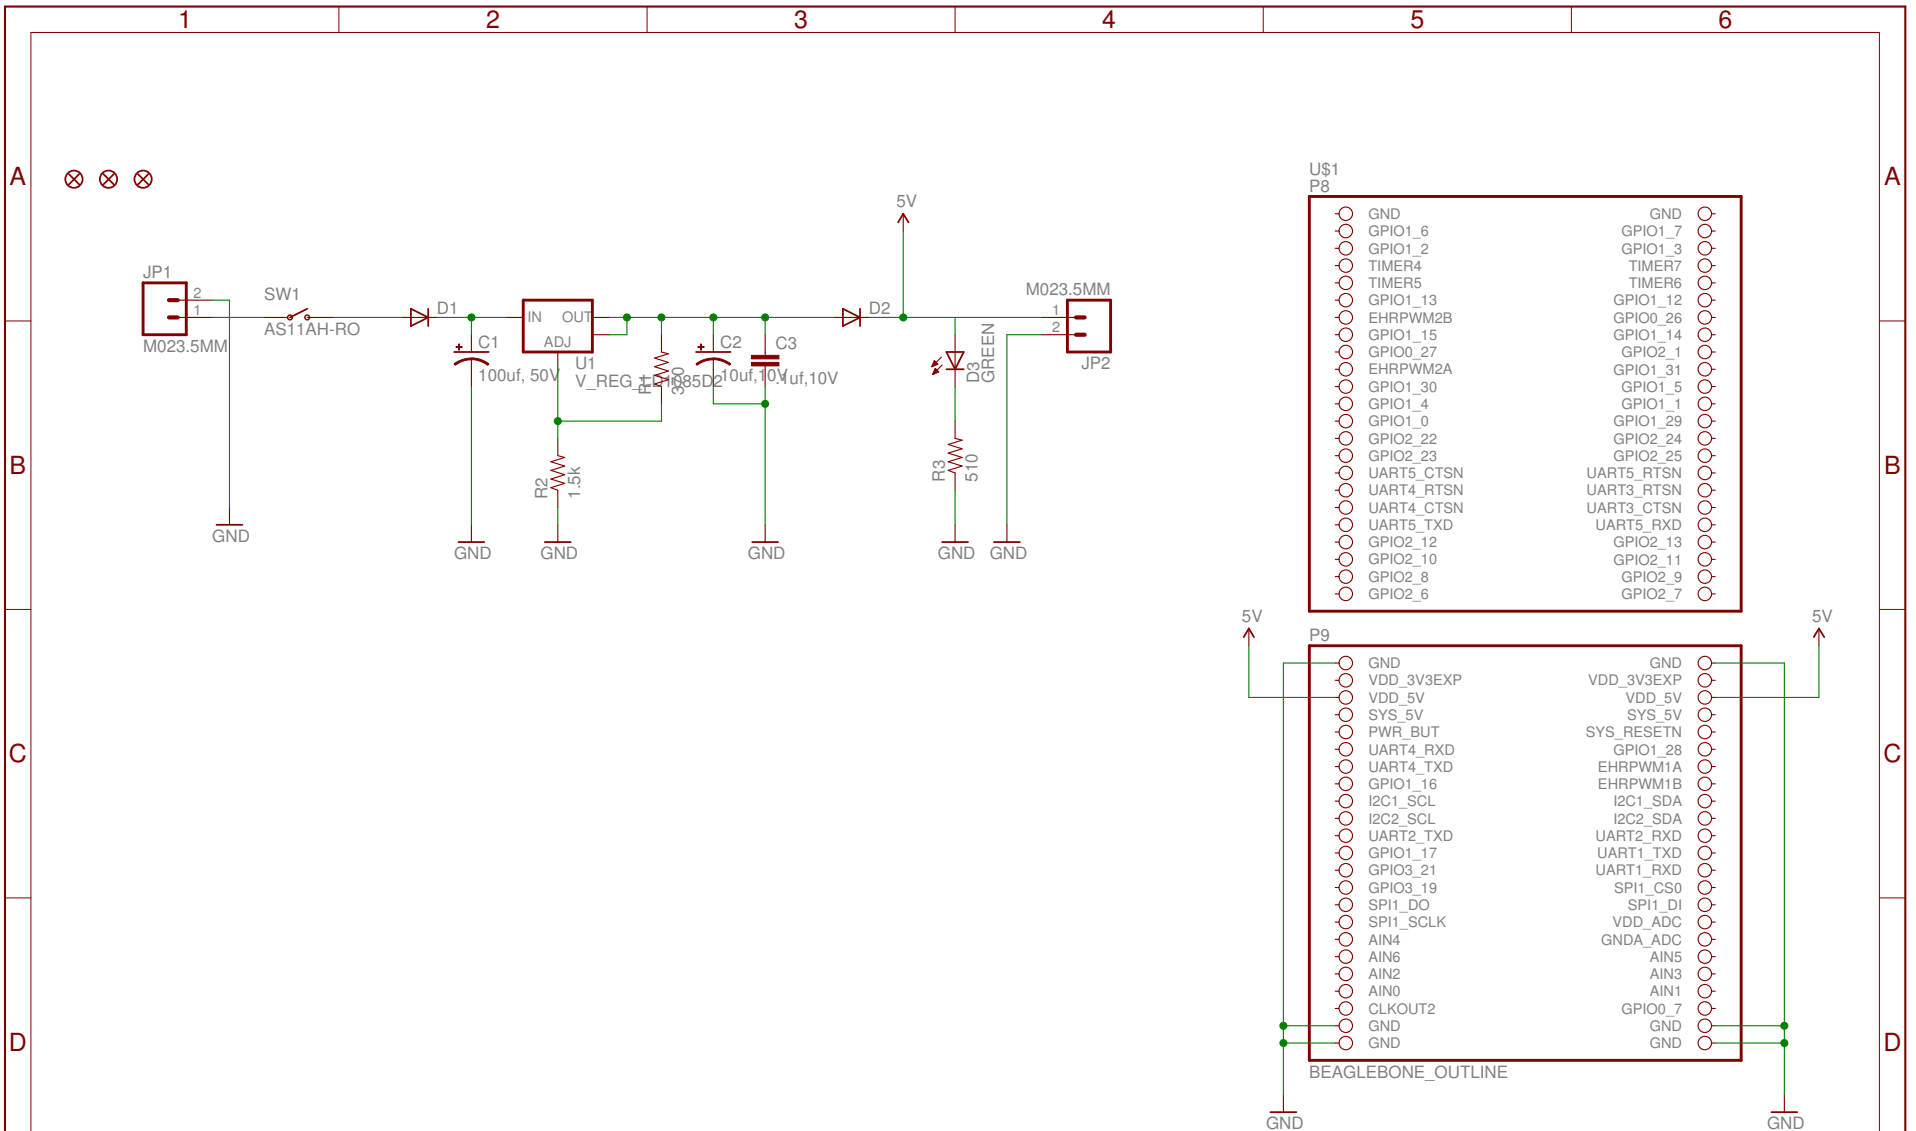 1 2 3 4 5 6
A A
B B
C C
D D
JP1
2
1
M023.5MM
SW1
AS11AH-RO
D1
C1
100uf, 50V
IN OUT
ADJ
U1
R1
C2
10uf,10V
C3
R2
1.5k
D2
5V
D3
GREEN
R3
510
M023.5MM
1
2
JP2
GND
GND
GND
GND
GND
GND
U$1
P8
GND GND
GPIO1_6 GPIO1_7
GPIO1_2 GPIO1_3
TIMER4 TIMER7
TIMER5 TIMER6
GPIO1_13 GPIO1_12
EHRPWM2B GPIO0_26
GPIO1_15 GPIO1_14
GPIO0_27 GPIO2_1
EHRPWM2A GPIO1_31
GPIO1_30 GPIO1_5
GPIO1_4 GPIO1_1
GPIO1_0 GPIO1_29
GPIO2_22 GPIO2_24
GPIO2_23 GPIO2_25
UART5_CTSN UART5_RTSN
UART4_RTSN UART3_RTSN
UART4_CTSN UART3_CTSN
UART5_TXD UART5_RXD
GPIO2_12 GPIO2_13
GPIO2_10 GPIO2_11
GPIO2_8 GPIO2_9
GPIO2_6 GPIO2_7
5V 5V
P9
GND GND
VDD_3V3EXP VDD_3V3EXP
VDD_5V VDD_5V
SYS_5V SYS_5V
PWR_BUT SYS_RESETN
UART4_RXD GPIO1_28
UART4_TXD EHRPWM1A
GPIO1_16 EHRPWM1B
I2C1_SCL I2C1_SDA
I2C2_SCL I2C2_SDA
UART2_TXD UART2_RXD
GPIO1_17 UART1_TXD
GPIO3_21 UART1_RXD
GPIO3_19 SPI1_CS0
SPI1_DO SPI1_DI
SPI1_SCLK VDD_ADC
AIN4 GNDA_ADC
AIN6 AIN5
AIN2 AIN3
AIN0 AIN1
CLKOUT2 GPIO0_7
GND GND
GND GND
BEAGLEBONE_OUTLINE
GND GND